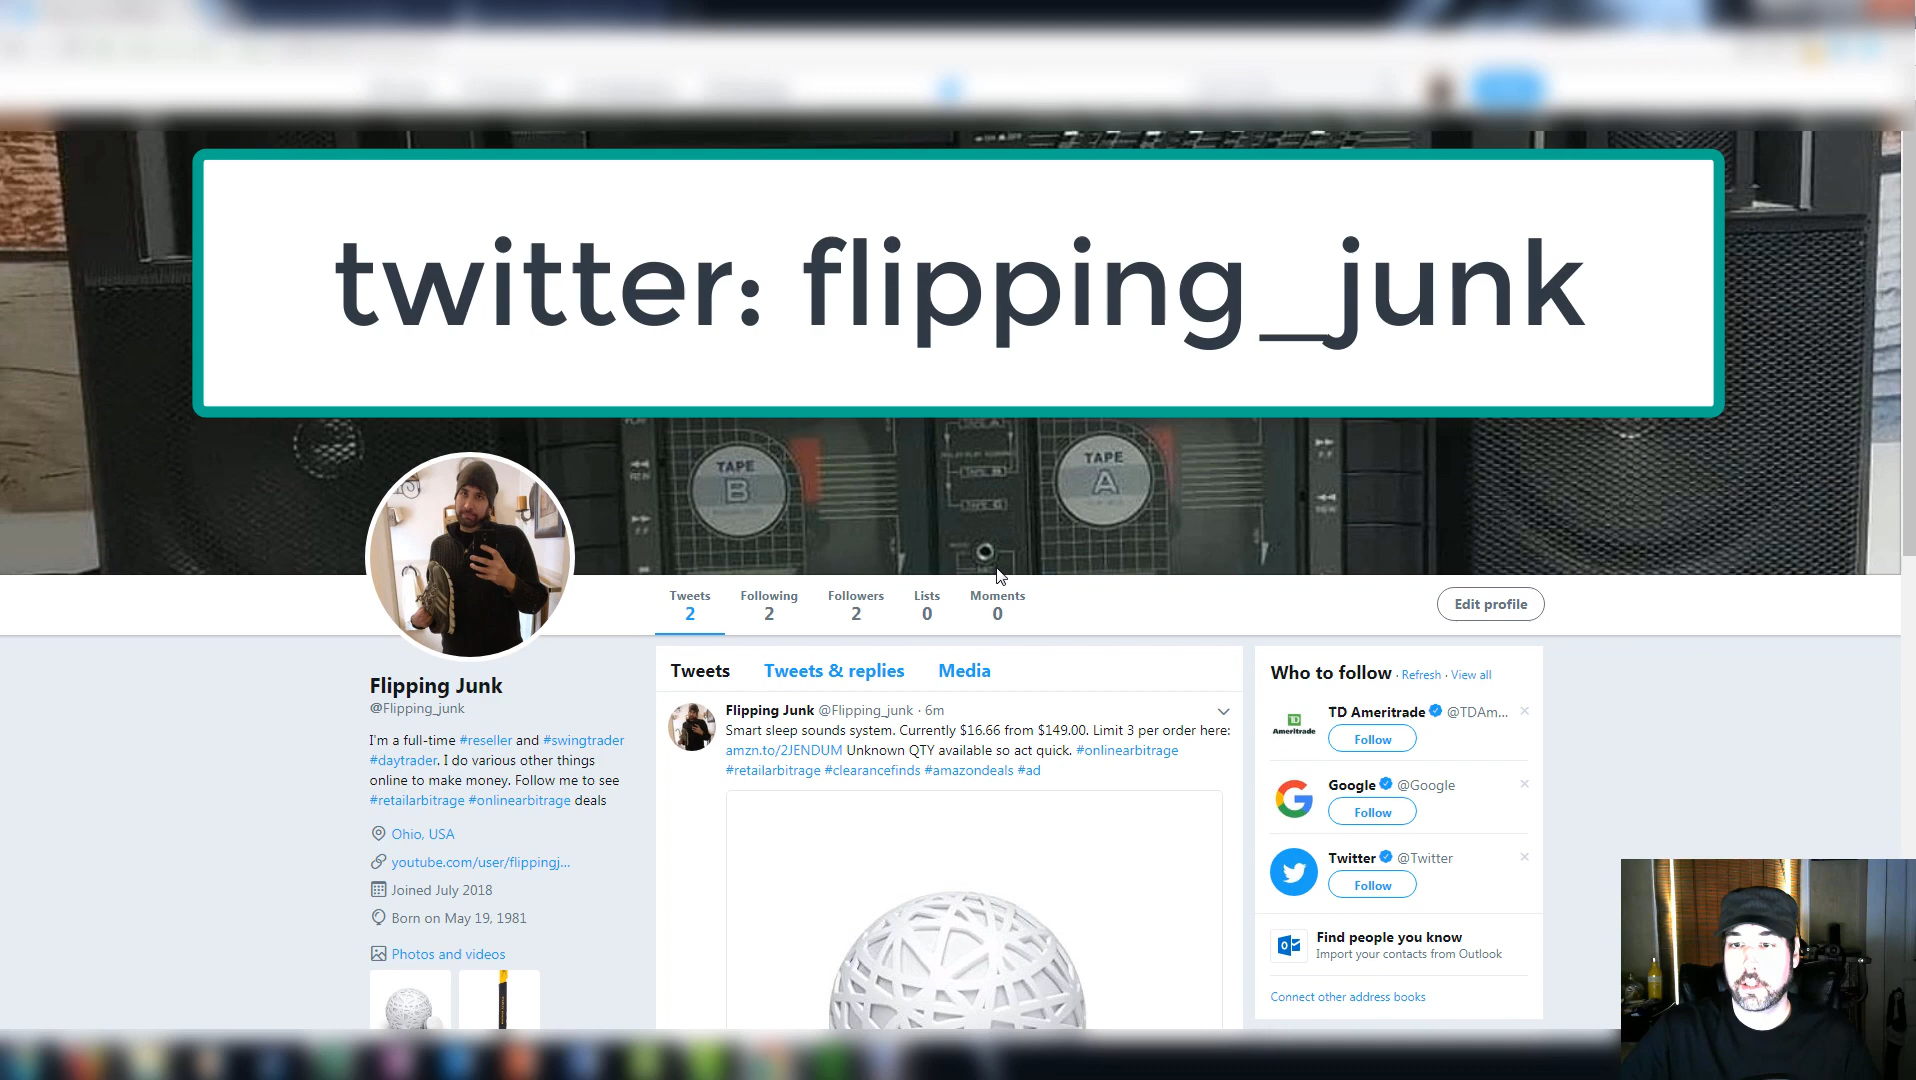 twitter: flipping_junk
TAPE
B
TAPE
A
Tweets
2
Following
2
Followers
2
Lists
0
Moments
0
Edit profile
Flipping Junk
@Flipping_junk
I'm a full-time #reseller and #swingtrader
#daytrader. I do various other things
online to make money. Follow me to see
#retailarbitrage #onlinearbitrage deals
Ohio, USA
youtube.com/user/flippingj...
Joined July 2018
Born on May 19, 1981
Photos and videos
Tweets Tweets & replies Media
Flipping Junk @Flipping_junk · 6m
Smart sleep sounds system. Currently $16.66 from $149.00. Limit 3 per order here:
amzn.to/2JENDUM Unknown QTY available so act quick. #onlinearbitrage
#retailarbitrage #clearancefinds #amazondeals #ad
Who to follow · Refresh · View all
TD Ameritrade @TDAm...
Follow
Google @Google
Follow
Twitter @Twitter
Follow
Find people you know
Import your contacts from Outlook
Connect other address books